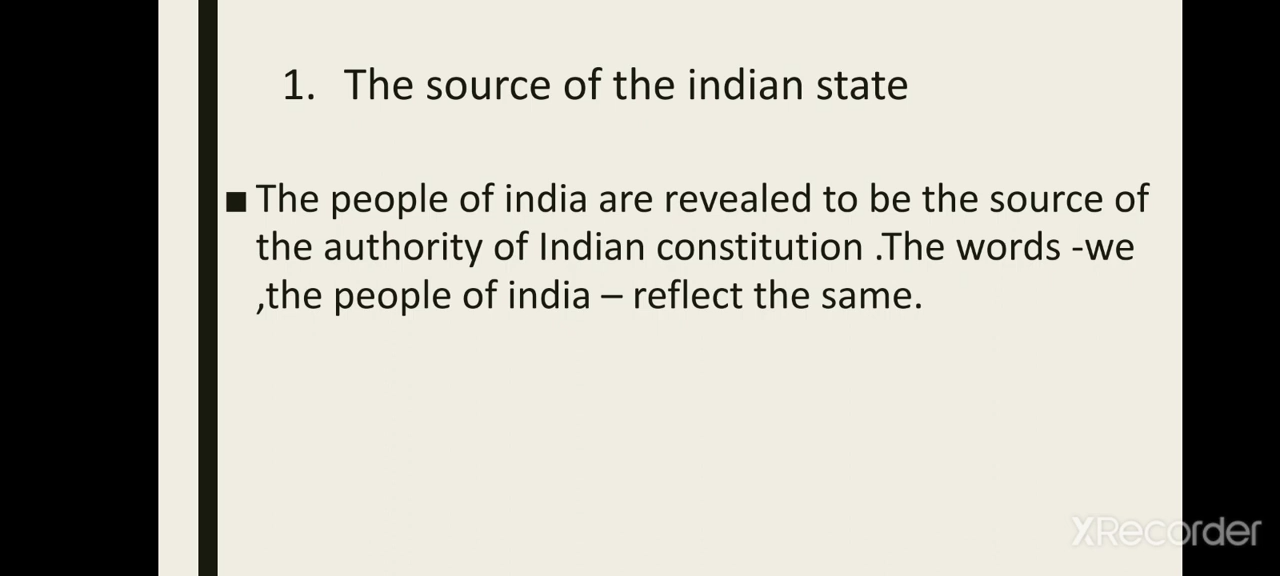 1. The source of the indian state
■ The people of india are revealed to be the source of
the authority of Indian constitution .The words -we
,the people of india – reflect the same.
XRecorder